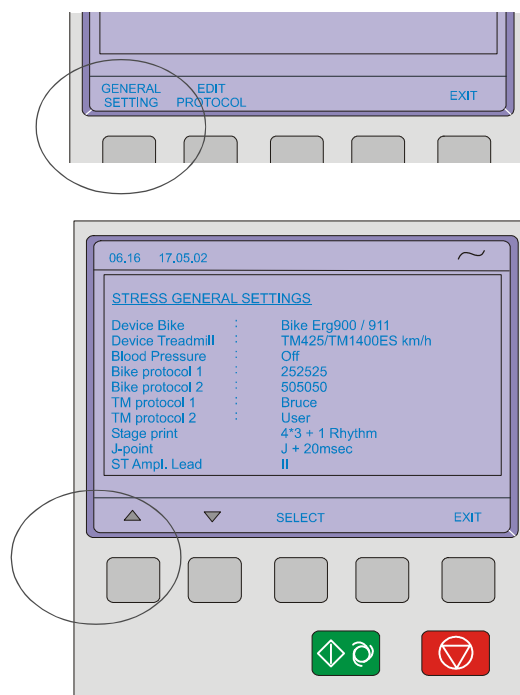 GENERAL SETTING
EDIT PROTOCOL
EXIT
06.16 17.05.02
STRESS GENERAL SETTINGS
Device Bike : Bike Erg900 / 911
Device Treadmill : TM425/TM1400ES km/h
Blood Pressure : Off
Bike protocol 1 : 252525
Bike protocol 2 : 505050
TM protocol 1 : Bruce
TM protocol 2 : User
Stage print 4*3 + 1 Rhythm
J-point J + 20msec
ST Ampl. Lead II
SELECT EXIT